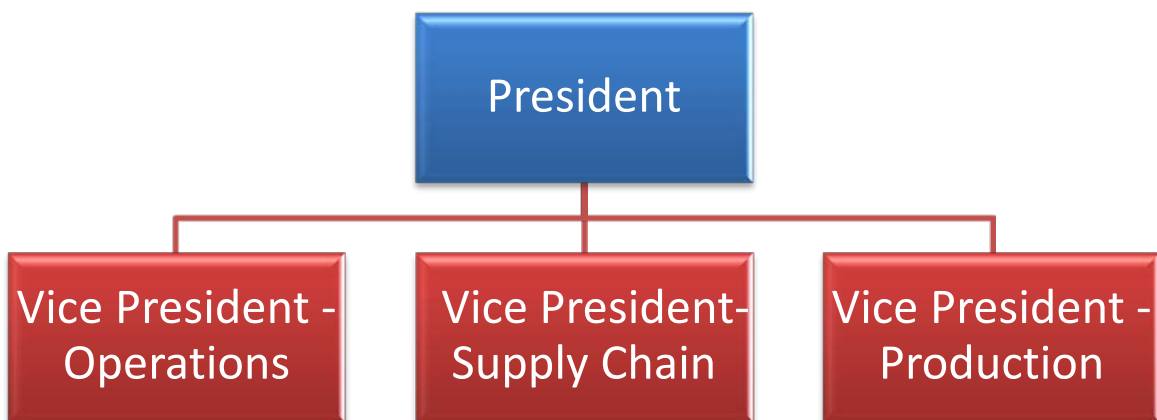 President
Vice President -
Operations
Vice President-
Supply Chain
Vice President -
Production